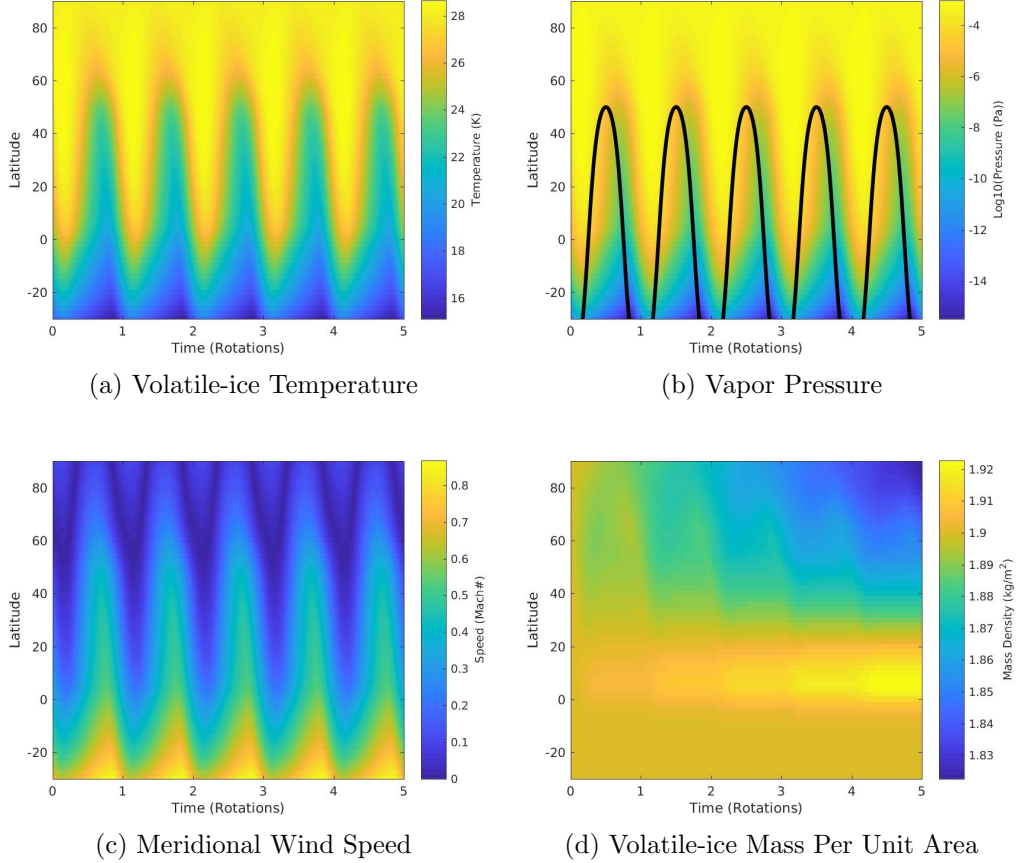 80
60
40
20
0
-20
Latitude
0 1 2 3 4 5
Time (Rotations)
28
26
24
22
20
18
16
Temperature (K)
(a) Volatile-ice Temperature
80
60
40
20
0
-20
Latitude
0 1 2 3 4 5
Time (Rotations)
-4
-6
-8
-10
-12
-14
Log10(Pressure (Pa))
(b) Vapor Pressure
80
60
40
20
0
-20
Latitude
0 1 2 3 4 5
Time (Rotations)
0.8
0.7
0.6
0.5
0.4
0.3
0.2
0.1
0
Speed (Mach#)
(c) Meridional Wind Speed
80
60
40
20
0
-20
Latitude
0 1 2 3 4 5
Time (Rotations)
1.92
1.91
1.9
1.89
1.88
1.87
1.86
1.85
1.84
1.83
Mass Density (kg/m²)
(d) Volatile-ice Mass Per Unit Area